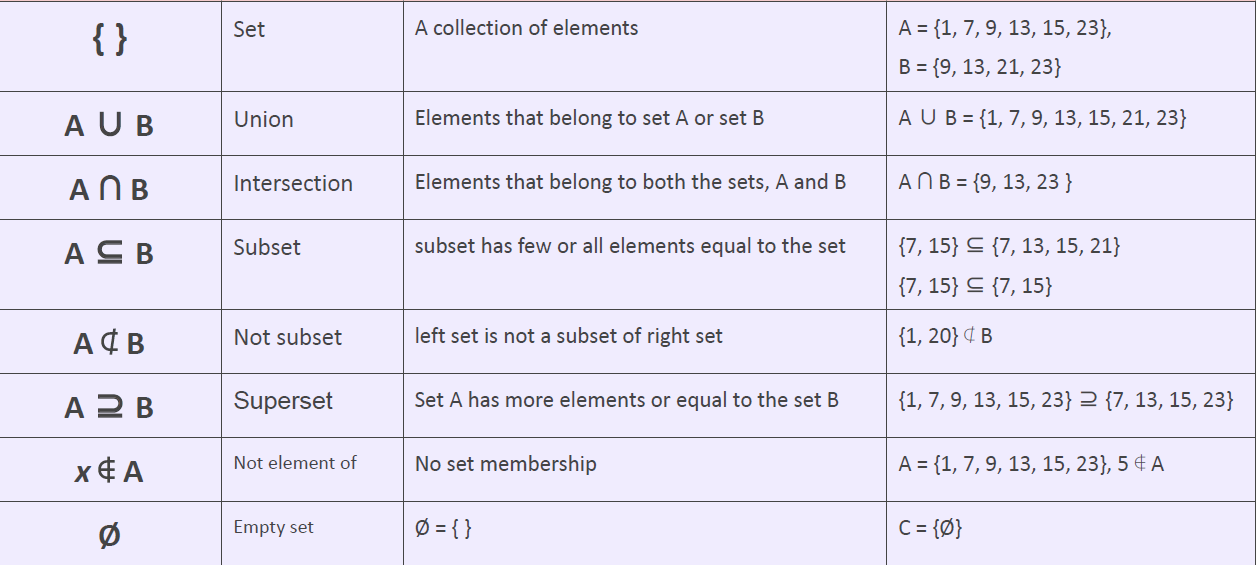 { } Set A collection of elements A = {1, 7, 9, 13, 15, 23},
B = {9, 13, 21, 23}
A ∪ B Union Elements that belong to set A or set B A ∪ B = {1, 7, 9, 13, 15, 21, 23}
A ∩ B Intersection Elements that belong to both the sets, A and B A ∩ B = {9, 13, 23 }
A ⊆ B Subset subset has few or all elements equal to the set {7, 15} ⊆ {7, 13, 15, 21}
{7, 15} ⊆ {7, 15}
A ⊄ B Not subset left set is not a subset of right set {1, 20} ⊄ B
A ⊇ B Superset Set A has more elements or equal to the set B {1, 7, 9, 13, 15, 23} ⊇ {7, 13, 15, 23}
x ∉ A Not element of No set membership A = {1, 7, 9, 13, 15, 23}, 5 ∉ A
Ø Empty set Ø = { } C = {Ø}